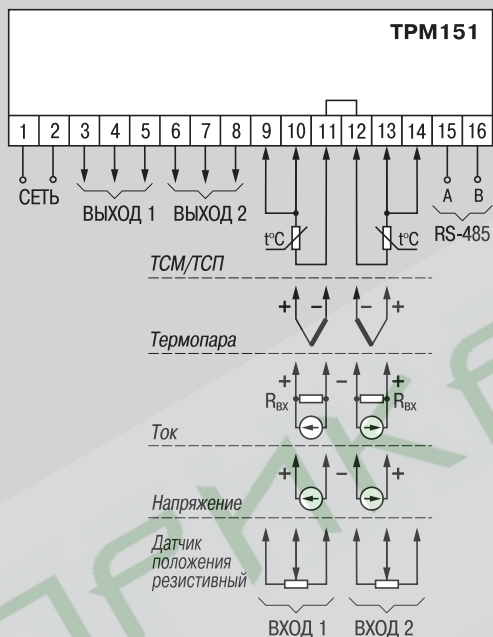 ТРМ151
1 2 3 4 5 6 7 8 9 10 11 12 13 14 15 16
СЕТЬ ВЫХОД 1 ВЫХОД 2 t°C t°C A B
RS-485
ТСМ/ТСП
+ − − +
Термопара
+ − +
Rвх Rвх
Ток
+ − +
Напряжение
Датчик
положения
резистивный
ВХОД 1 ВХОД 2